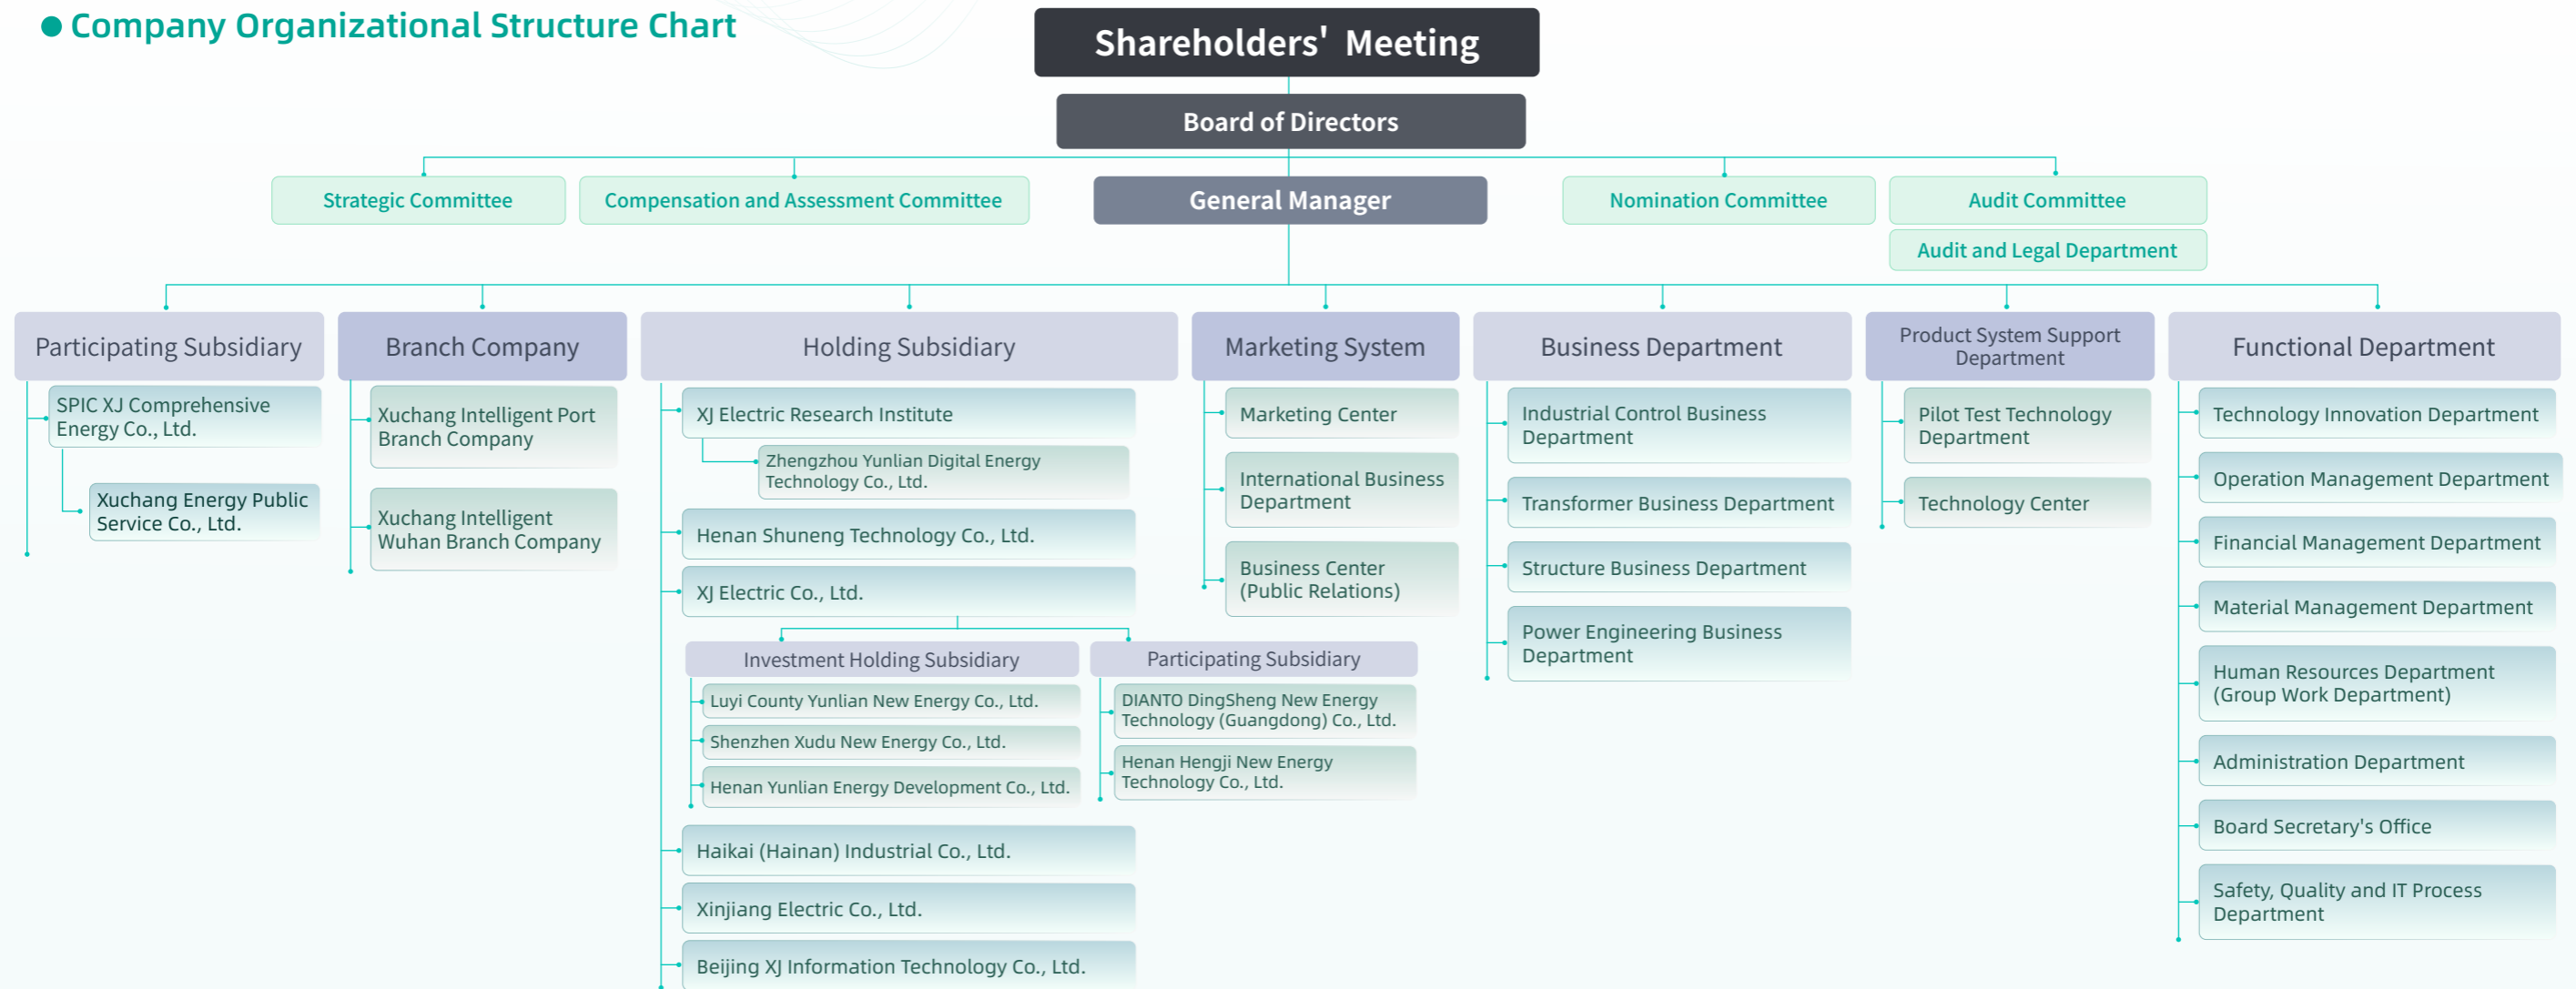 Company Organizational Structure Chart
Shareholders' Meeting
Board of Directors
Strategic Committee
Compensation and Assessment Committee
General Manager
Nomination Committee
Audit Committee
Audit and Legal Department
Participating Subsidiary
SPIC XJ Comprehensive
Energy Co., Ltd.
Xuchang Energy Public
Service Co., Ltd.
Branch Company
Xuchang Intelligent Port
Branch Company
Xuchang Intelligent
Wuhan Branch Company
Holding Subsidiary
XJ Electric Research Institute
Zhengzhou Yunlian Digital Energy
Technology Co., Ltd.
Henan Shuneng Technology Co., Ltd.
XJ Electric Co., Ltd.
Investment Holding Subsidiary
Luyi County Yunlian New Energy Co., Ltd.
Shenzhen Xudu New Energy Co., Ltd.
Henan Yunlian Energy Development Co., Ltd.
Participating Subsidiary
DIANTO DingSheng New Energy
Technology (Guangdong) Co., Ltd.
Henan Hengji New Energy
Technology Co., Ltd.
Haikai (Hainan) Industrial Co., Ltd.
Xinjiang Electric Co., Ltd.
Beijing XJ Information Technology Co., Ltd.
Marketing System
Marketing Center
International Business
Department
Business Center
(Public Relations)
Business Department
Industrial Control Business
Department
Transformer Business Department
Structure Business Department
Power Engineering Business
Department
Product System Support
Department
Pilot Test Technology
Department
Technology Center
Functional Department
Technology Innovation Department
Operation Management Department
Financial Management Department
Material Management Department
Human Resources Department
(Group Work Department)
Administration Department
Board Secretary's Office
Safety, Quality and IT Process
Department